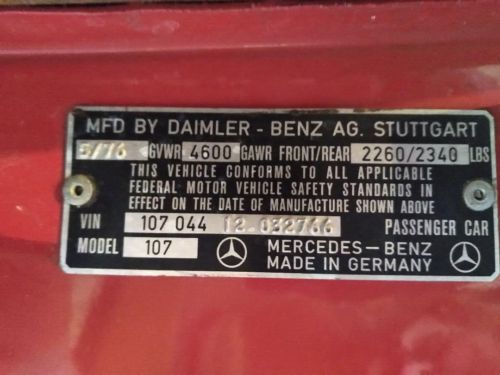 MFD BY DAIMLER - BENZ AG. STUTTGART
5/76 GVWR 4600 GAWR FRONT/REAR 2260/2340 LBS
THIS VEHICLE CONFORMS TO ALL APPLICABLE
FEDERAL MOTOR VEHICLE SAFETY STANDARDS IN
EFFECT ON THE DATE OF MANUFACTURE SHOWN ABOVE
VIN 107 044 12-032766 PASSENGER CAR
MODEL 107 MERCEDES-BENZ
MADE IN GERMANY